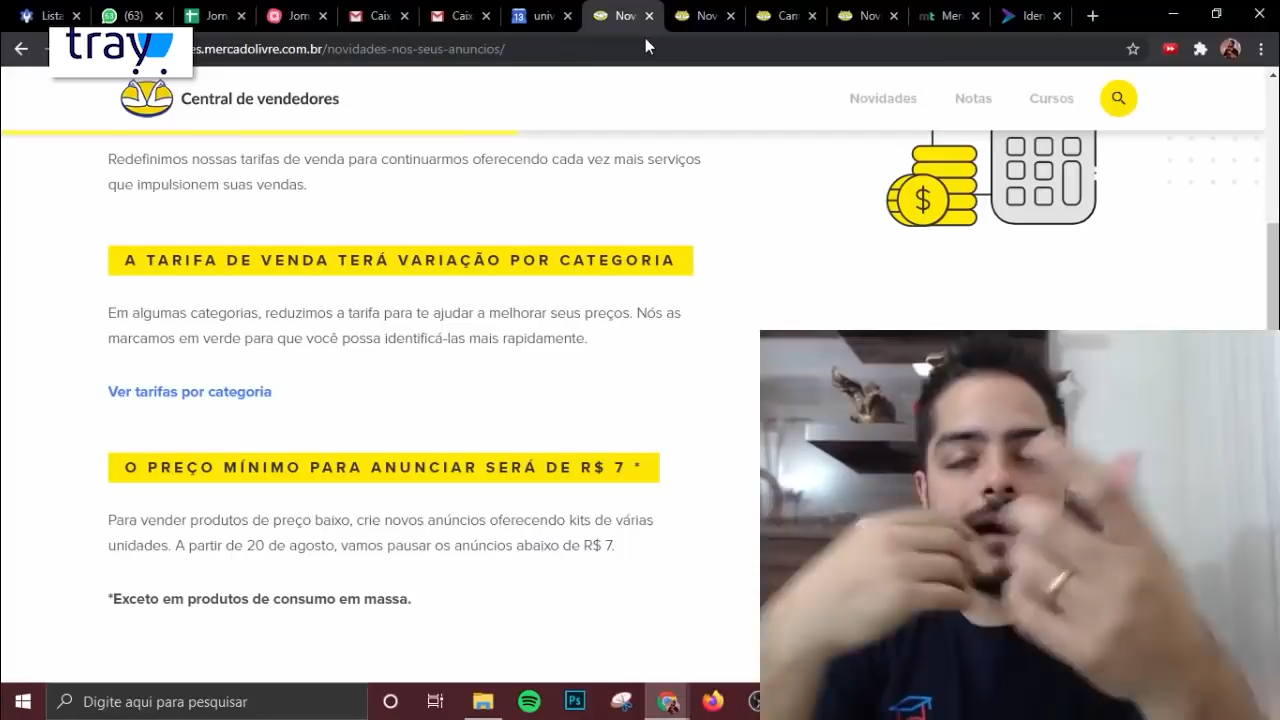 Lista
(63)
Jorn
Jorn
Caix
Caix
13
univ
Nov
Nov
Can
Nov
mt
Mer
Iden
tray
es.mercadolivre.com.br/novidades-nos-seus-anuncios/
Central de vendedores
Novidades
Notas
Cursos
Redefinimos nossas tarifas de venda para continuarmos oferecendo cada vez mais serviços
que impulsionem suas vendas.
$
A TARIFA DE VENDA TERÁ VARIAÇÃO POR CATEGORIA
Em algumas categorias, reduzimos a tarifa para te ajudar a melhorar seus preços. Nós as
marcamos em verde para que você possa identificá-las mais rapidamente.
Ver tarifas por categoria
O PREÇO MÍNIMO PARA ANUNCIAR SERÁ DE R$ 7 *
Para vender produtos de preço baixo, crie novos anúncios oferecendo kits de várias
unidades. A partir de 20 de agosto, vamos pausar os anúncios abaixo de R$ 7.
*Exceto em produtos de consumo em massa.
Digite aqui para pesquisar
Ps